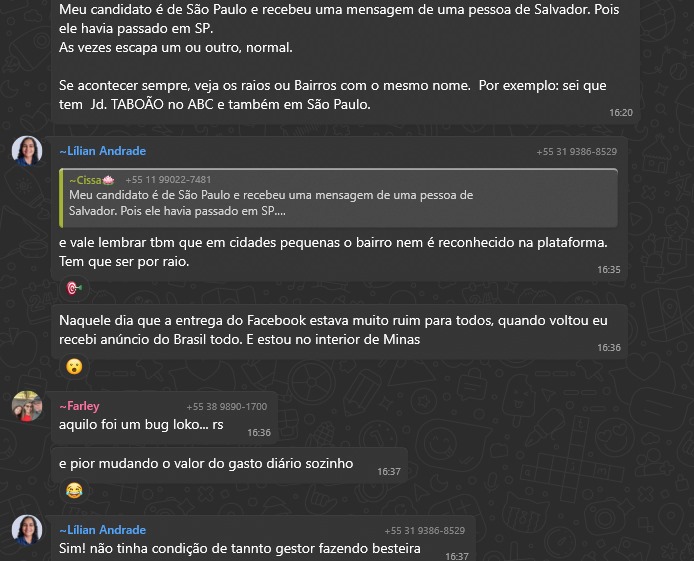 Meu candidato é de São Paulo e recebeu uma mensagem de uma pessoa de Salvador. Pois
ele havia passado em SP.
As vezes escapa um ou outro, normal.
Se acontecer sempre, veja os raios ou Bairros com o mesmo nome.  Por exemplo: sei que
tem  Jd. TABOÃO no ABC e também em São Paulo.
16:20
~Lílian Andrade +55 31 9386-8529
~Cissa🧁 +55 11 99022-7481
Meu candidato é de São Paulo e recebeu uma mensagem de uma pessoa de
Salvador. Pois ele havia passado em SP....
e vale lembrar tbm que em cidades pequenas o bairro nem é reconhecido na plataforma.
Tem que ser por raio.
16:35
Naquele dia que a entrega do Facebook estava muito ruim para todos, quando voltou eu
recebi anúncio do Brasil todo. E estou no interior de Minas
16:36
~Farley +55 38 9890-1700
aquilo foi um bug loko... rs
16:36
e pior mudando o valor do gasto diário sozinho
16:37
~Lílian Andrade +55 31 9386-8529
Sim! não tinha condição de tannto gestor fazendo besteira
16:37